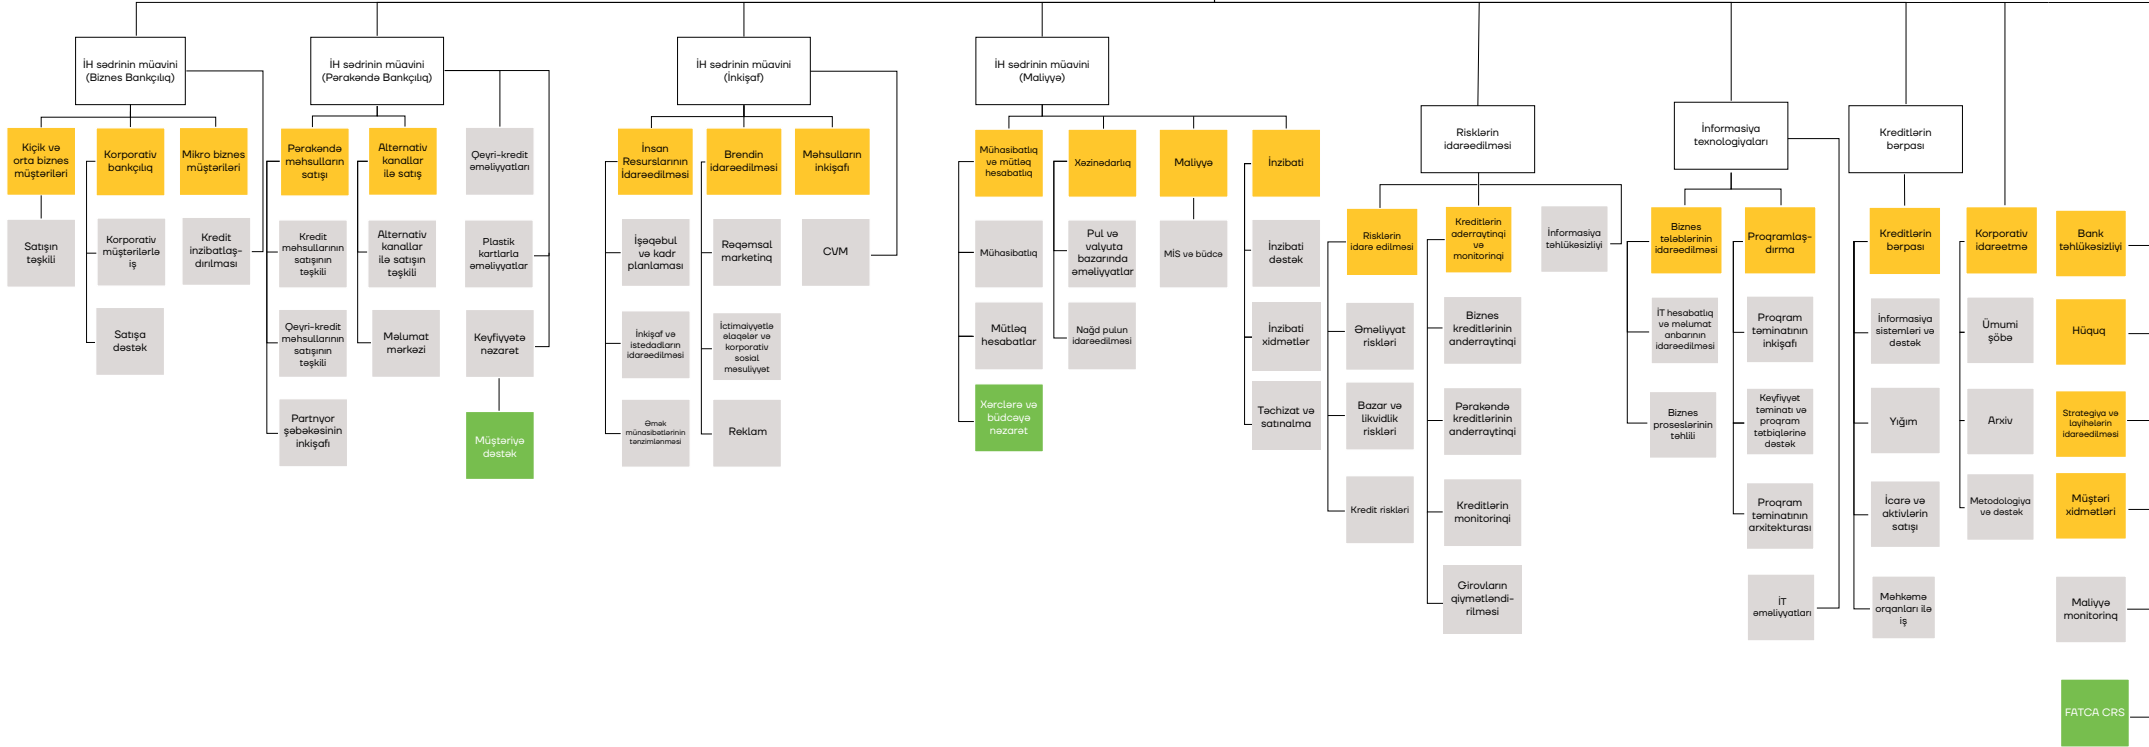 İH sədrinin müavini
(Biznes Bankçılıq)
Kiçik və
orta biznes
müştəriləri
Satışın
təşkili
Korporativ
bankçılıq
Korporativ
müştərilərlə
iş
Satışa
dəstək
Mikro biznes
müştəriləri
Kredit
inzibatlaş-
dırılması
İH sədrinin müavini
(Pərakəndə Bankçılıq)
Pərakəndə
məhsulların
satışı
Kredit
məhsullarının
satışının
təşkili
Qeyri-kredit
məhsullarının
satışının
təşkili
Partnyor
şəbəkəsinin
inkişafı
Alternativ
kanallar
ilə satış
Alternativ
kanallar
ilə satışın
təşkili
Məlumat
mərkəzi
Qeyri-kredit
əməliyyatları
Plastik
kartlarla
əməliyyatlar
Keyfiyyətə
nəzarət
Müştəriyə
dəstək
İH sədrinin müavini
(İnkişaf)
İnsan
Resurslarının
İdarəedilməsi
İşəqəbul
və kadr
planlaması
İnkişaf və
istedadların
idarəedilməsi
Əmək
münasibətlərinin
tənzimlənməsi
Brendin
idarəedilməsi
Rəqəmsal
marketinq
İctimaiyyətlə
əlaqələr və
korporativ
sosial
məsuliyyət
Reklam
Məhsulların
inkişafı
CVM
İH sədrinin müavini
(Maliyyə)
Mühasibatlıq
və mütləq
hesabatlıq
Mühasibatlıq
Mütləq
hesabatlar
Xərclərə və
büdcəyə
nəzarət
Xəzinədarlıq
Pul və
valyuta
bazarında
əməliyyatlar
Nağd pulun
idarəedilməsi
Maliyyə
MİS və büdcə
İnzibati
İnzibati
dəstək
İnzibati
xidmətlər
Təchizat və
satınalma
Risklərin
idarəedilməsi
Risklərin
idarə edilməsi
Əməliyyat
riskləri
Bazar və
likvidlik
riskləri
Kredit riskləri
Kreditlərin
aderraytinqi
və
monitorinqi
Biznes
kreditlərinin
anderraytinqi
Pərakəndə
kreditlərinin
anderraytinqi
Kreditlərin
monitorinqi
Girovların
qiymətləndi-
rilməsi
İnformasiya
təhlükəsizliyi
İnformasiya
texnologiyaları
Biznes
tələblərinin
idarəedilməsi
İT hesabatlıq
və məlumat
anbarının
idarəedilməsi
Biznes
proseslərinin
təhlili
Proqramlaş-
dırma
Proqram
təminatının
inkişafı
Keyfiyyət
təminatı və
proqram
tətbiqlərinə
dəstək
Proqram
təminatının
arxitekturası
İT
əməliyyatları
Kreditlərin
bərpası
Kreditlərin
bərpası
İnformasiya
sistemləri və
dəstək
Yığım
İcarə və
aktivlərin
satışı
Məhkəmə
orqanları ilə
iş
Korporativ
idarəetmə
Ümumi
şöbə
Arxiv
Metodologiya
və dəstək
Bank
təhlükəsizliyi
Hüquq
Strategiya və
layihələrin
idarəedilməsi
Müştəri
xidmətləri
Maliyyə
monitorinq
FATCA CRS